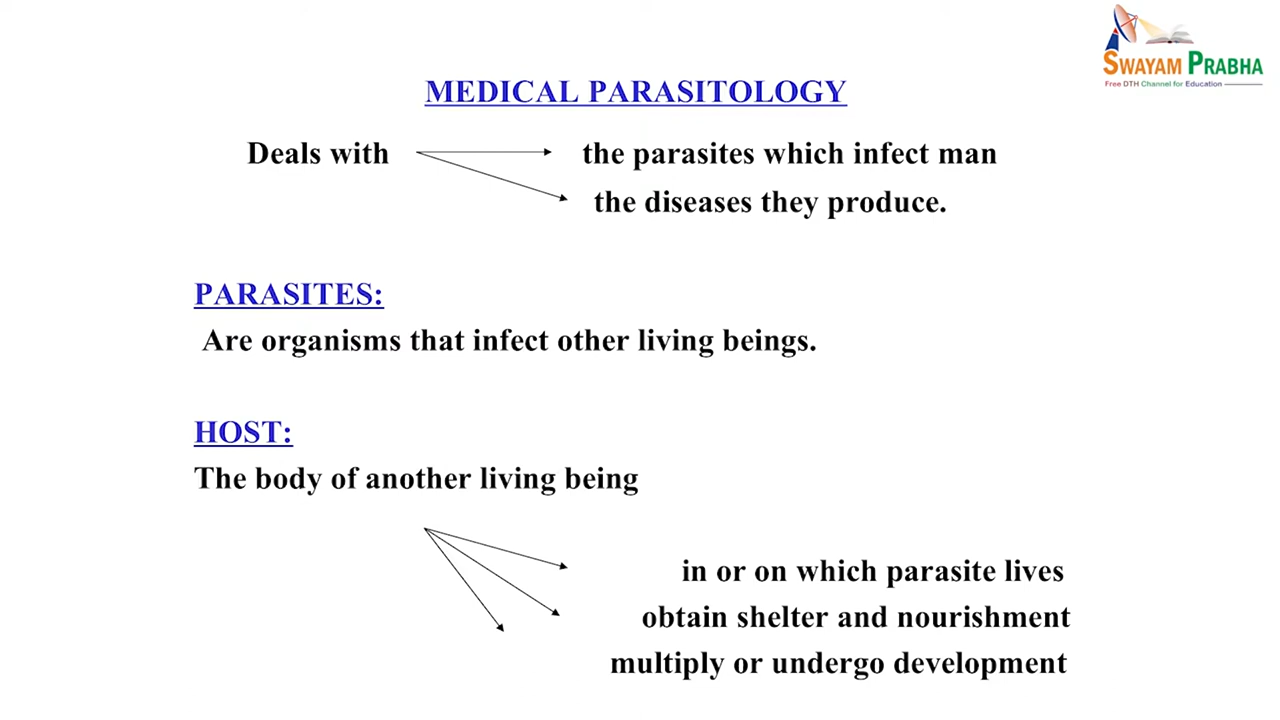 SWAYAM PRABHA
Free DTH Channel for Education
MEDICAL PARASITOLOGY
Deals with the parasites which infect man
the diseases they produce.
PARASITES:
Are organisms that infect other living beings.
HOST:
The body of another living being
in or on which parasite lives
obtain shelter and nourishment
multiply or undergo development